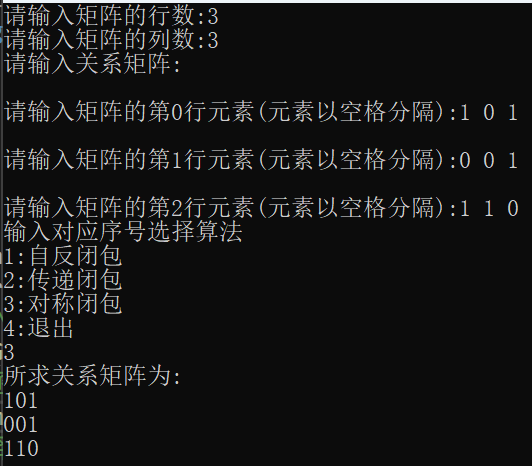 请输入矩阵的行数:3
请输入矩阵的列数:3
请输入关系矩阵:
请输入矩阵的第0行元素(元素以空格分隔):1 0 1
请输入矩阵的第1行元素(元素以空格分隔):0 0 1
请输入矩阵的第2行元素(元素以空格分隔):1 1 0
输入对应序号选择算法
1:自反闭包
2:传递闭包
3:对称闭包
4:退出
3
所求关系矩阵为:
101
001
110